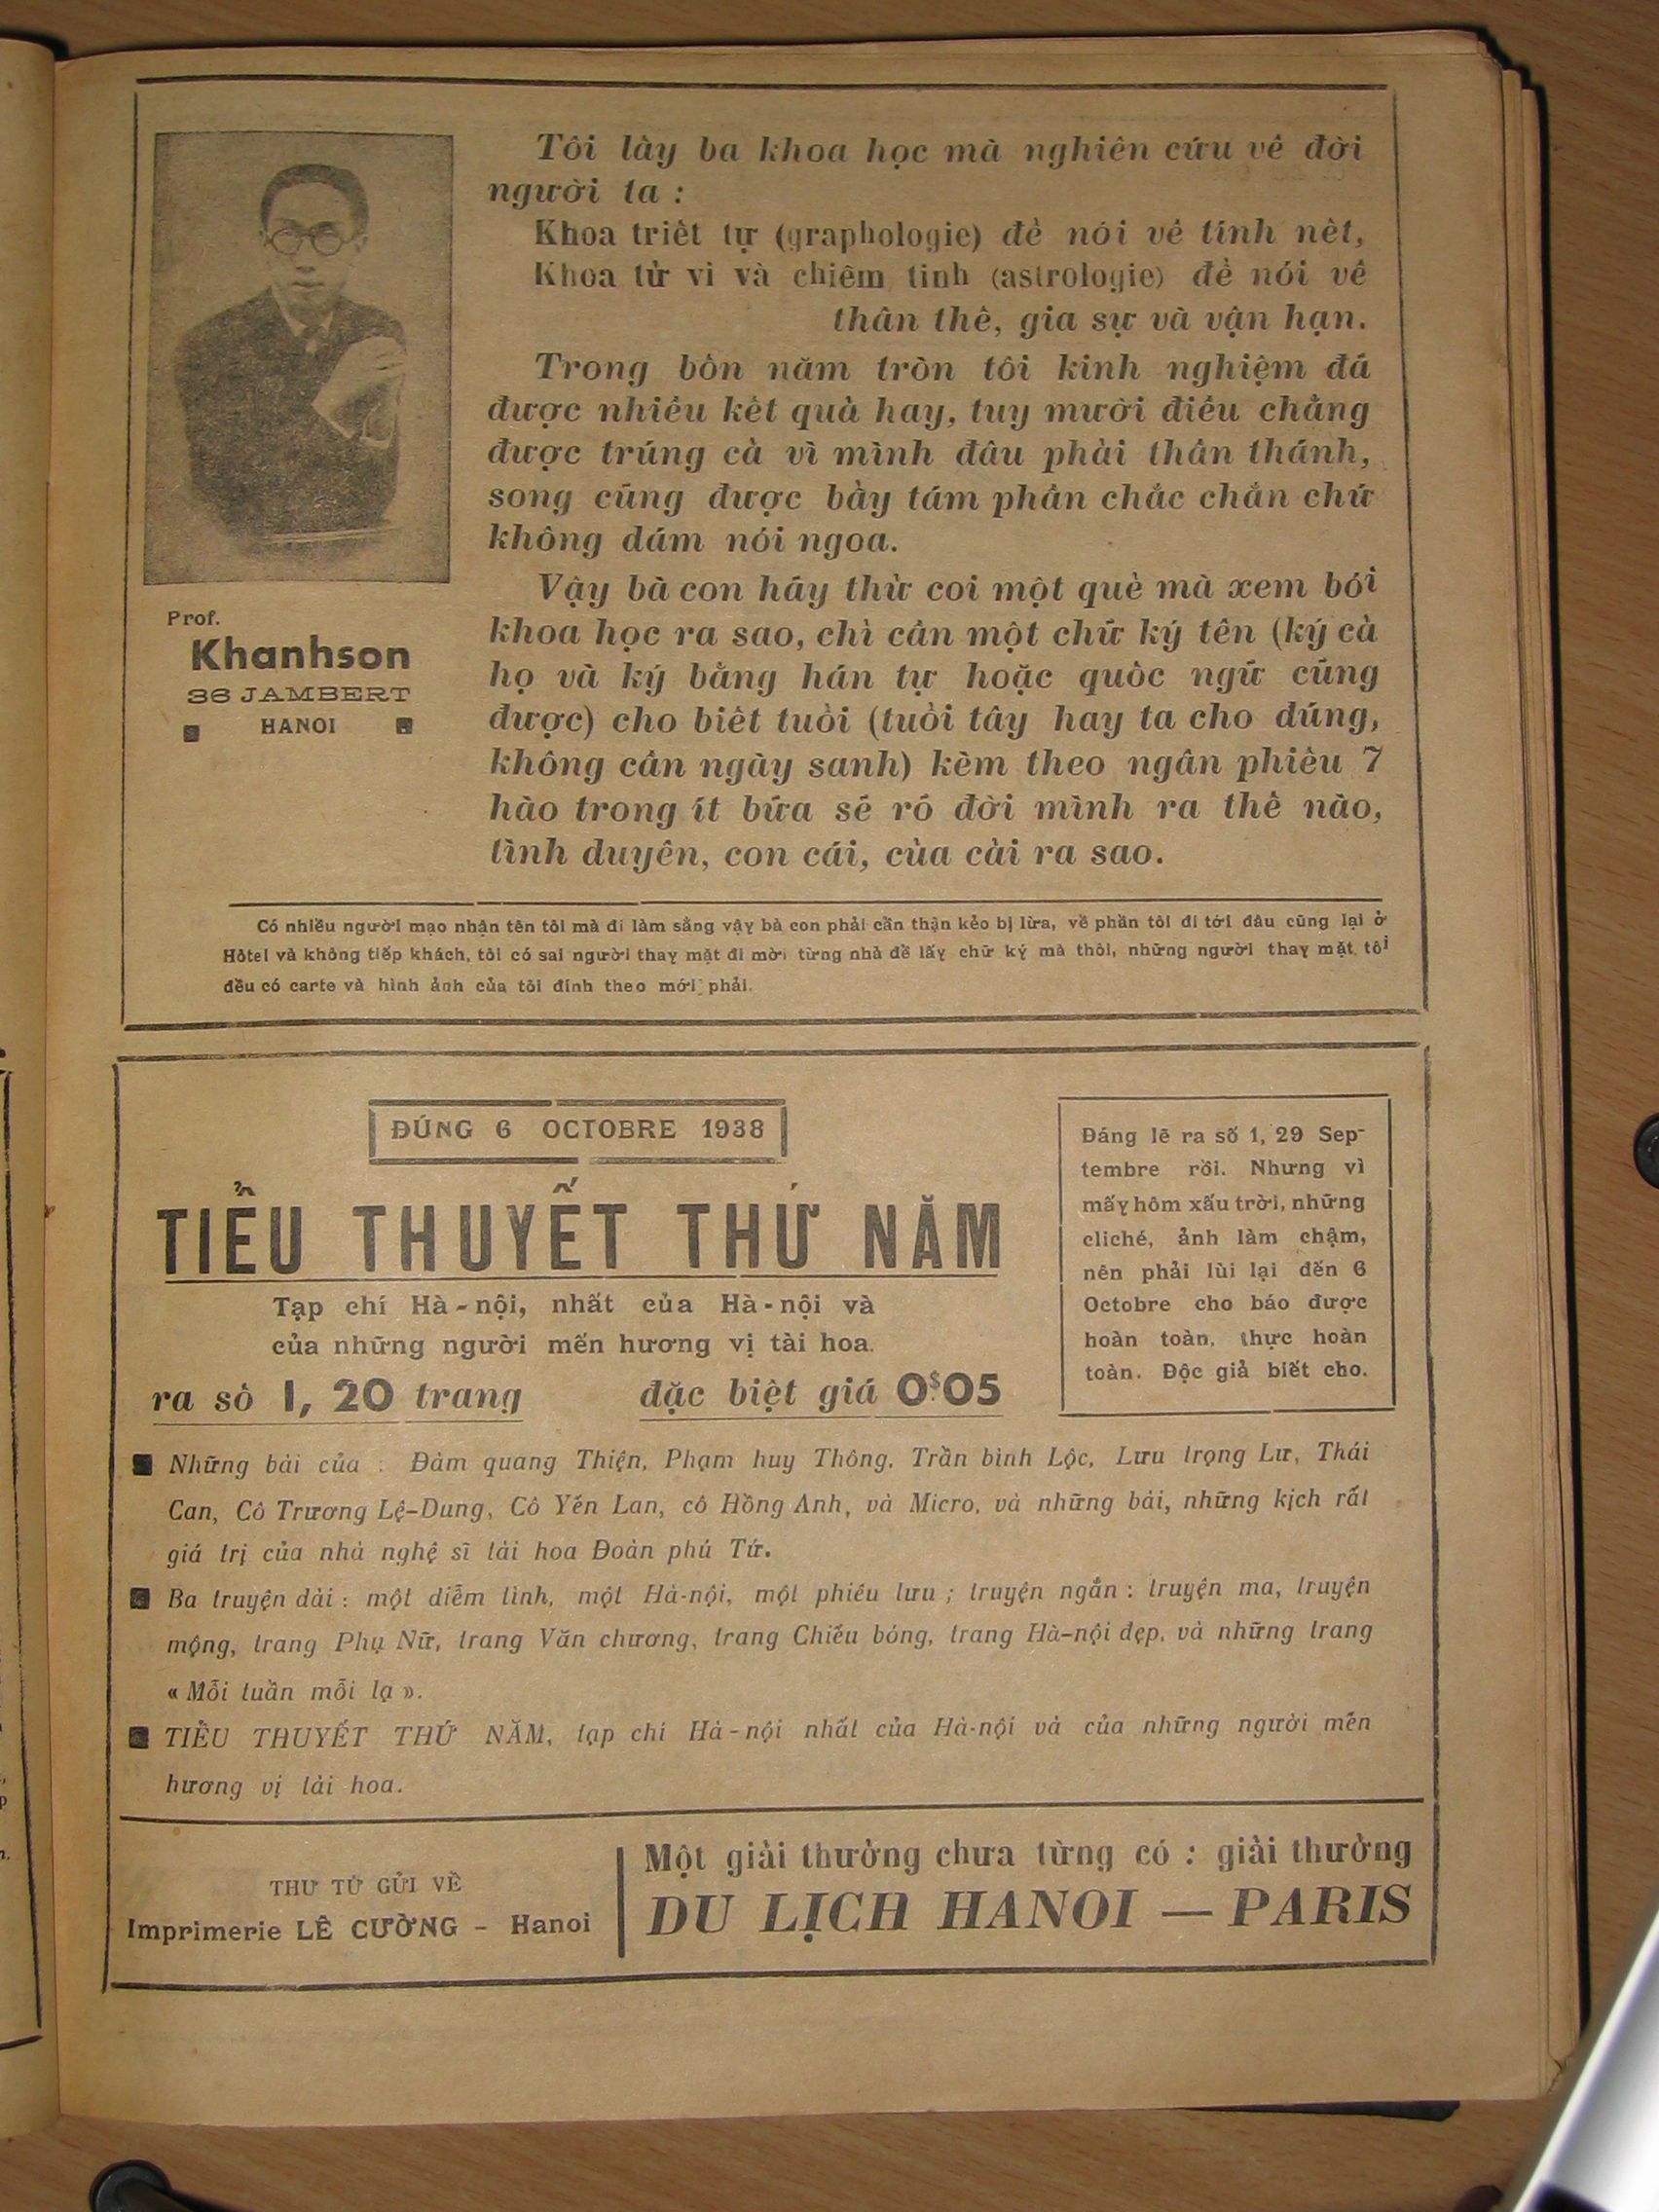 Tôi lấy ba khoa học mà nghiên cứu về đời
người ta :
Khoa triết tự (graphologie) để nói về tính nết,
Khoa tử vi và chiêm tinh (astrologie) để nói về
thân thế, gia sự và vận hạn.
Trong bốn năm tròn tôi kinh nghiệm đã
được nhiều kết quả hay, tuy mười điều chẳng
được trúng cả vì mình đâu phải thần thánh,
song cũng được bảy tám phần chắc chắn chứ
không dám nói ngoa.
Vậy bà con hãy thử coi một quẻ mà xem bói
khoa học ra sao, chỉ cần một chữ ký tên (ký cả
họ và ký bằng hán tự hoặc quốc ngữ cũng
được) cho biết tuổi (tuổi tây hay ta cho đúng,
không cần ngày sanh) kèm theo ngân phiếu 7
hào trong ít bữa sẽ rõ đời mình ra thế nào,
tình duyên, con cái, của cải ra sao.
Prof.
Khanhson
36 JAMBERT
HANOI
Có nhiều người mạo nhận tên tôi mà đi làm sằng vậy bà con phải cẩn thận kẻo bị lừa, về phần tôi đi tới đâu cũng lại ở
Hôtel và không tiếp khách, tôi có sai người thay mặt đi mời từng nhà để lấy chữ ký mà thôi, những người thay mặt tôi
đều có carte và hình ảnh của tôi đính theo mới phải.
ĐÚNG 6 OCTOBRE 1938
TIỂU THUYẾT THỨ NĂM
Tạp chí Hà-nội, nhất của Hà-nội và
của những người mến hương vị tài hoa.
ra số 1, 20 trang đặc biệt giá 0$05
Đáng lẽ ra số 1, 29 Sep-
tembre rồi. Nhưng vì
mấy hôm xấu trời, những
cliché, ảnh làm chậm,
nên phải lùi lại đến 6
Octobre cho báo được
hoàn toàn, thực hoàn
toàn. Độc giả biết cho.
■ Những bài của : Đàm quang Thiện, Phạm huy Thông, Trần bình Lộc, Lưu trọng Lư, Thái
Can, Cô Trương Lệ-Dung, Cô Yến Lan, cô Hồng Anh, và Micro, và những bài, những kịch rất
giá trị của nhà nghệ sĩ tài hoa Đoàn phú Tứ.
■ Ba truyện dài : một diễm tình, một Hà-nội, một phiêu lưu ; truyện ngắn : truyện ma, truyện
mộng, trang Phụ Nữ, trang Văn chương, trang Chiếu bóng, trang Hà-nội đẹp, và những trang
« Mỗi tuần mỗi lạ ».
■ TIỂU THUYẾT THỨ NĂM, tạp chí Hà-nội nhất của Hà-nội và của những người mến
hương vị tài hoa.
THƯ TỪ GỬI VỀ
Imprimerie LÊ CƯỜNG - Hanoi
Một giải thưởng chưa từng có : giải thưởng
DU LỊCH HANOI — PARIS